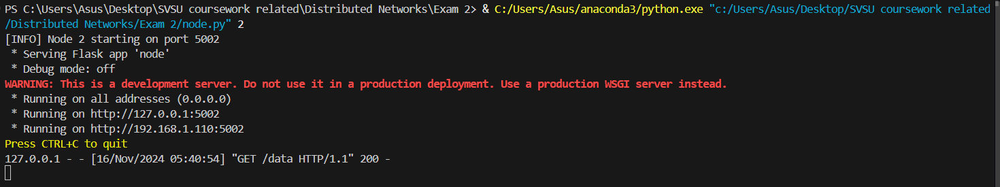 PS C:\Users\Asus\Desktop\SVSU coursework related\Distributed Networks\Exam 2> & C:/Users/Asus/anaconda3/python.exe "c:/Users/Asus/Desktop/SVSU coursework related
/Distributed Networks/Exam 2/node.py" 2
[INFO] Node 2 starting on port 5002
 * Serving Flask app 'node'
 * Debug mode: off
WARNING: This is a development server. Do not use it in a production deployment. Use a production WSGI server instead.
 * Running on all addresses (0.0.0.0)
 * Running on http://127.0.0.1:5002
 * Running on http://192.168.1.110:5002
Press CTRL+C to quit
127.0.0.1 - - [16/Nov/2024 05:40:54] "GET /data HTTP/1.1" 200 -